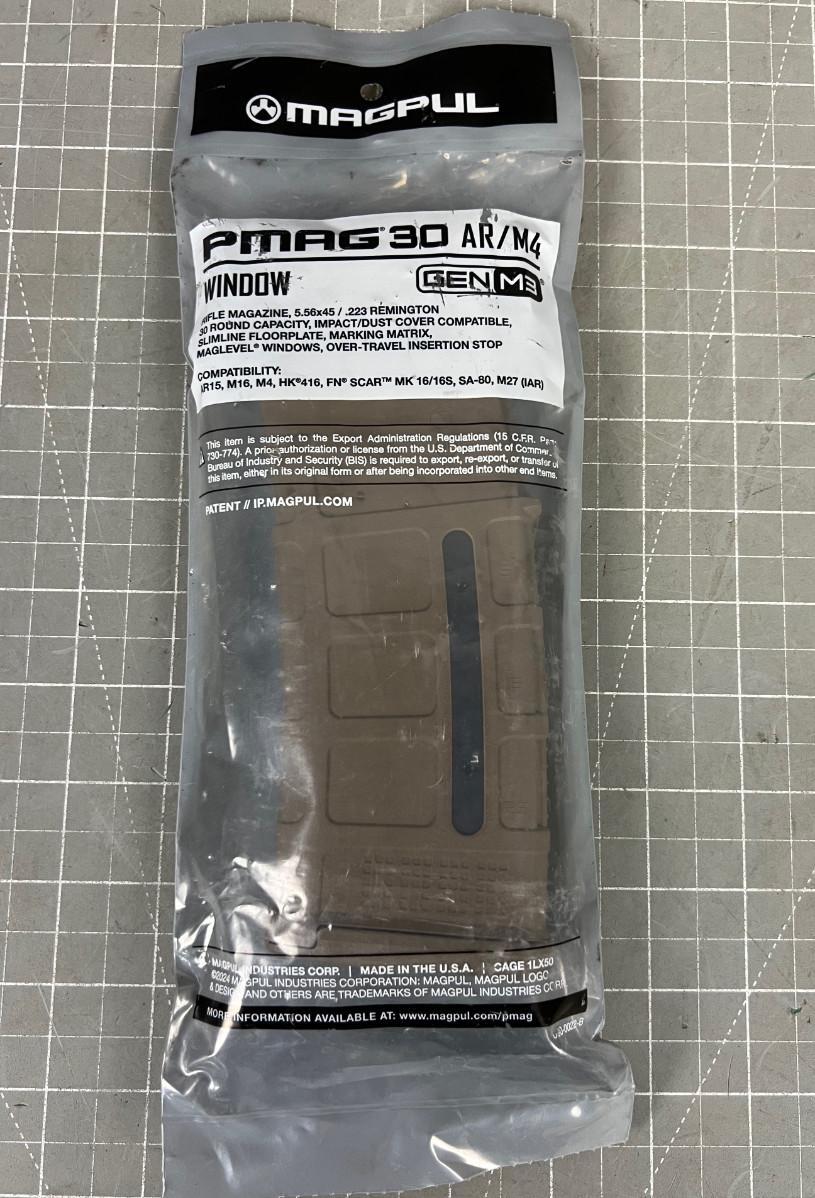 MAGPUL
PMAG® 30 AR/M4
WINDOW
GEN M3®
RIFLE MAGAZINE, 5.56x45 / .223 REMINGTON
30 ROUND CAPACITY, IMPACT/DUST COVER COMPATIBLE,
SLIMLINE FLOORPLATE, MARKING MATRIX,
MAGLEVEL® WINDOWS, OVER-TRAVEL INSERTION STOP
COMPATIBILITY:
AR15, M16, M4, HK®416, FN® SCAR™ MK 16/16S, SA-80, M27 (IAR)
This item is subject to the Export Administration Regulations (15 C.F.R.
730-774). A prior authorization or license from the U.S. Department of
Bureau of Industry and Security (BIS) is required to export, re-export, or transfer of
this item, either in its original form or after being incorporated into other end items.
PATENT // IP.MAGPUL.COM
MAGPUL INDUSTRIES CORP. | MADE IN THE U.S.A. | CAGE 1LX50
©2024 MAGPUL INDUSTRIES CORPORATION: MAGPUL, MAGPUL LOGO
& DESIGN AND OTHERS ARE TRADEMARKS OF MAGPUL INDUSTRIES
MORE INFORMATION AVAILABLE AT: www.magpul.com/pmag